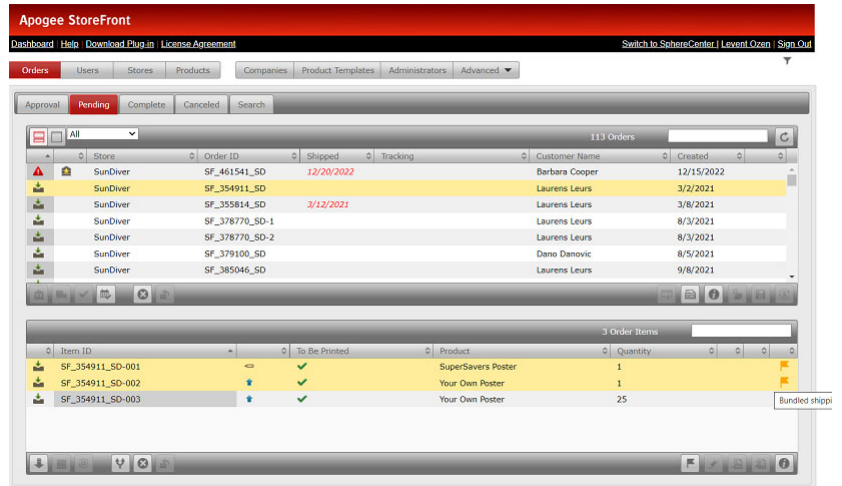 Apogee StoreFront
Dashboard | Help | Download Plug-in | License Agreement
Switch to SphereCenter | Levent Ozen | Sign Out
Orders Users Stores Products Companies Product Templates Administrators Advanced
Approval Pending Complete Canceled Search
All 113 Orders
Store Order ID Shipped Tracking Customer Name Created
SunDiver SF_461541_SD 12/20/2022 Barbara Cooper 12/15/2022
SunDiver SF_354911_SD Laurens Leurs 3/2/2021
SunDiver SF_355814_SD 3/12/2021 Laurens Leurs 3/8/2021
SunDiver SF_378770_SD-1 Laurens Leurs 8/3/2021
SunDiver SF_378770_SD-2 Laurens Leurs 8/3/2021
SunDiver SF_379100_SD Dano Danovic 8/5/2021
SunDiver SF_385046_SD Laurens Leurs 9/8/2021
3 Order Items
Item ID To Be Printed Product Quantity
SF_354911_SD-001 SuperSavers Poster 1
SF_354911_SD-002 Your Own Poster 1
SF_354911_SD-003 Your Own Poster 25
Bundled shippi